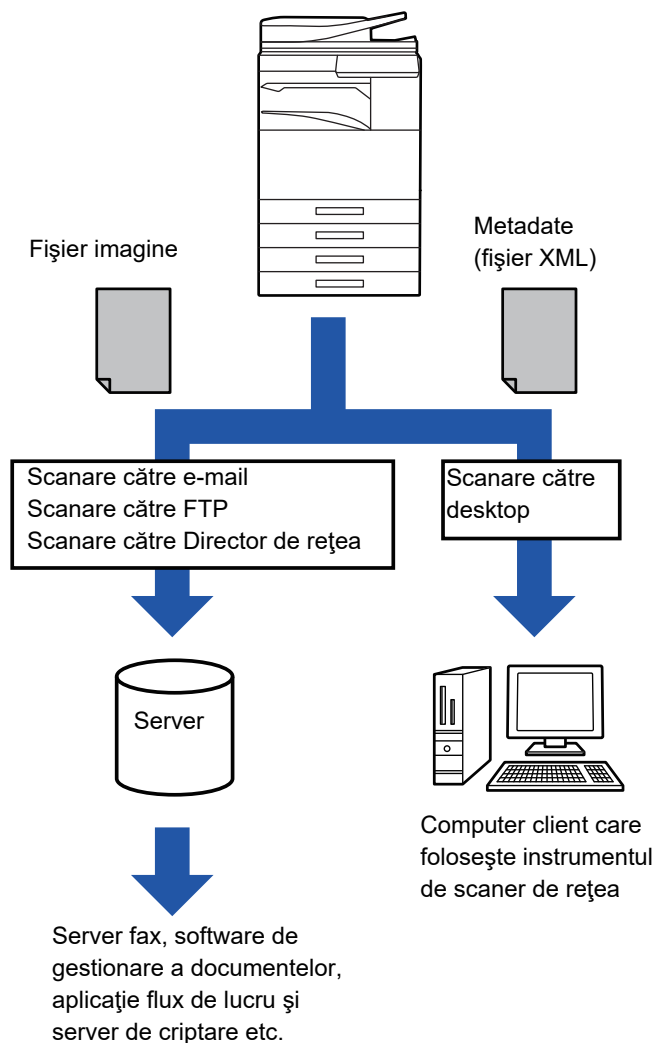 Fişier imagine
Metadate
(fişier XML)
Scanare către e-mail
Scanare către FTP
Scanare către Director de reţea
Scanare către
desktop
Server
Computer client care
foloseşte instrumentul
de scaner de reţea
Server fax, software de
gestionare a documentelor,
aplicaţie flux de lucru şi
server de criptare etc.